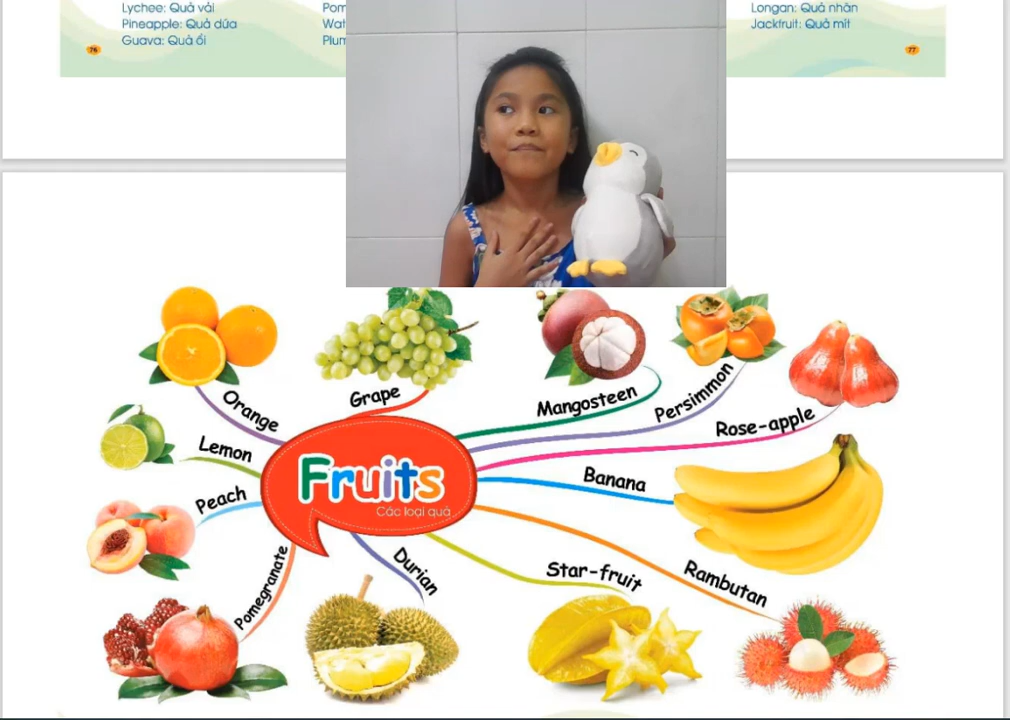 Lychee: Quả vải
Pineapple: Quả dứa
Guava: Quả ổi
Longan: Quả nhãn
Jackfruit: Quả mít
76
77
Orange
Grape
Mangosteen
Persimmon
Rose-apple
Lemon
Banana
Peach
Fruits
Các loại quả
Pomegranate
Durian
Star-fruit
Rambutan